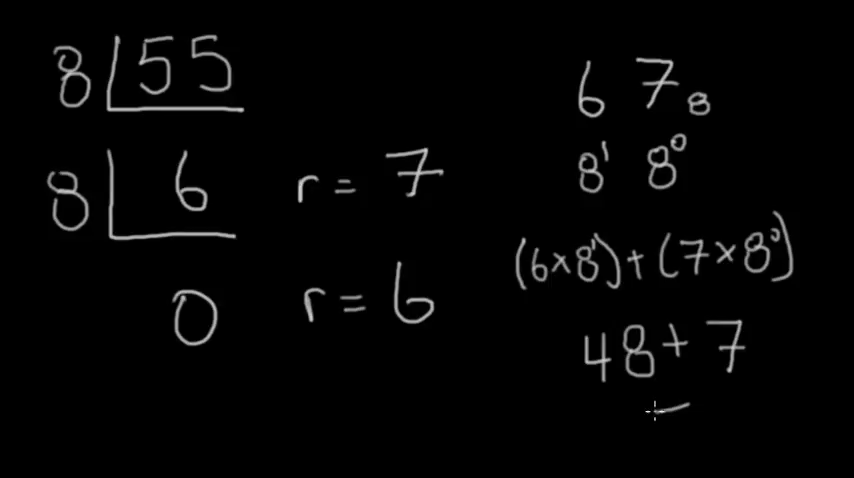 8 | 55
8 | 6 r = 7
0 r = 6
6 7₈
8¹ 8⁰
(6 × 8¹) + (7 × 8⁰)
48 + 7